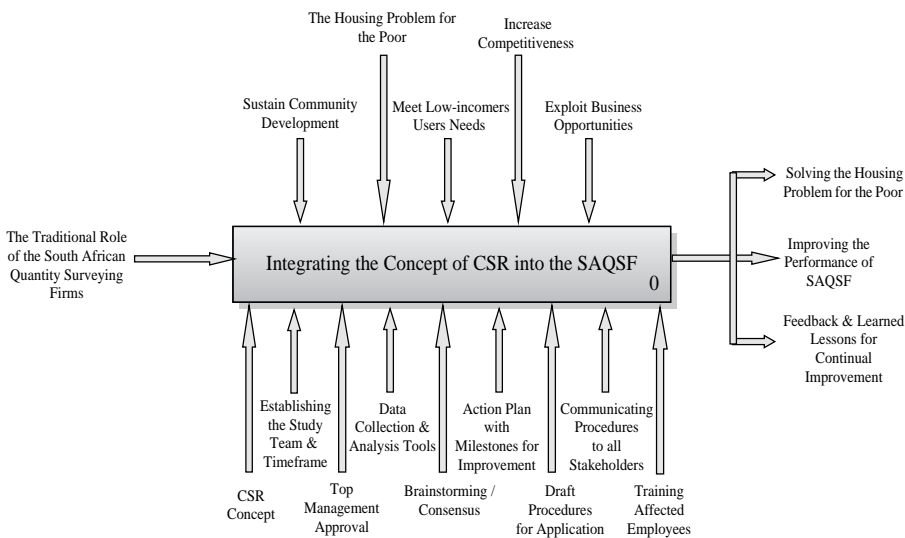 The Housing Problem for
the Poor
Increase
Competitiveness
Sustain Community
Development
Meet Low-incomers
Users Needs
Exploit Business
Opportunities
The Traditional Role
of the South African
Quantity Surveying
Firms
Integrating the Concept of CSR into the SAQSF
0
Solving the Housing
Problem for the Poor
Improving the
Performance of
SAQSF
Feedback & Learned
Lessons for
Continual
Improvement
Establishing
the Study
Team &
Timeframe
Data
Collection &
Analysis Tools
Action Plan
with
Milestones for
Improvement
Communicating
Procedures
to all
Stakeholders
CSR
Concept
Top
Management
Approval
Brainstorming /
Consensus
Draft
Procedures
for Application
Training
Affected
Employees